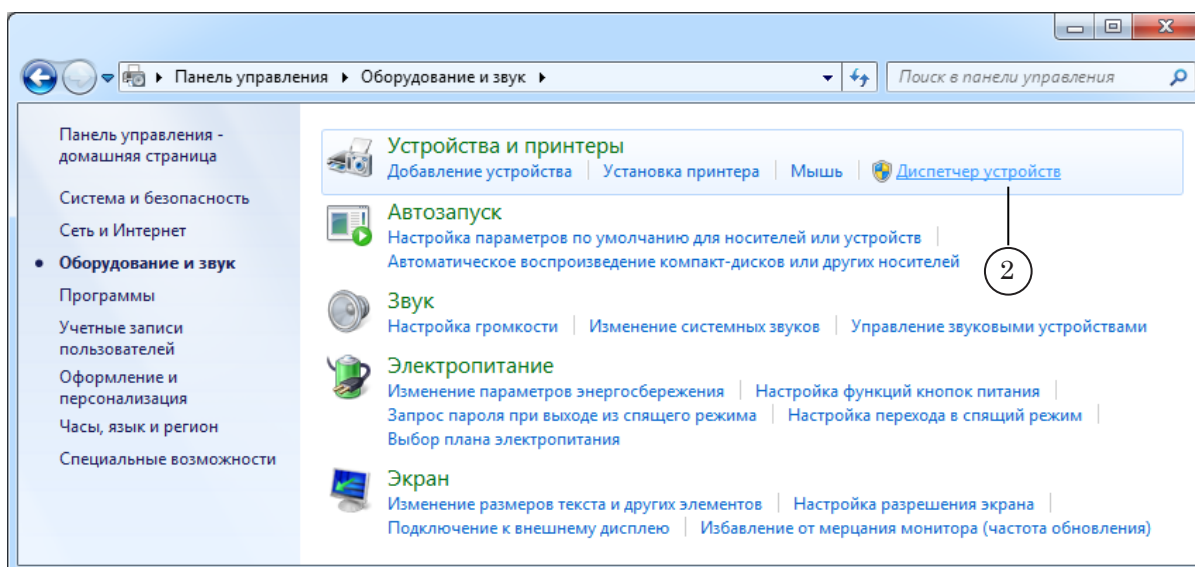 Панель управления ▸ Оборудование и звук ▸
Поиск в панели управления
Панель управления -
домашняя страница
Система и безопасность
Сеть и Интернет
• Оборудование и звук
Программы
Учетные записи
пользователей
Оформление и
персонализация
Часы, язык и регион
Специальные возможности
Устройства и принтеры
Добавление устройства | Установка принтера | Мышь | Диспетчер устройств
Автозапуск
Настройка параметров по умолчанию для носителей или устройств |
Автоматическое воспроизведение компакт-дисков или других носителей
2
Звук
Настройка громкости | Изменение системных звуков | Управление звуковыми устройствами
Электропитание
Изменение параметров энергосбережения | Настройка функций кнопок питания |
Запрос пароля при выходе из спящего режима | Настройка перехода в спящий режим |
Выбор плана электропитания
Экран
Изменение размеров текста и других элементов | Настройка разрешения экрана |
Подключение к внешнему дисплею | Избавление от мерцания монитора (частота обновления)